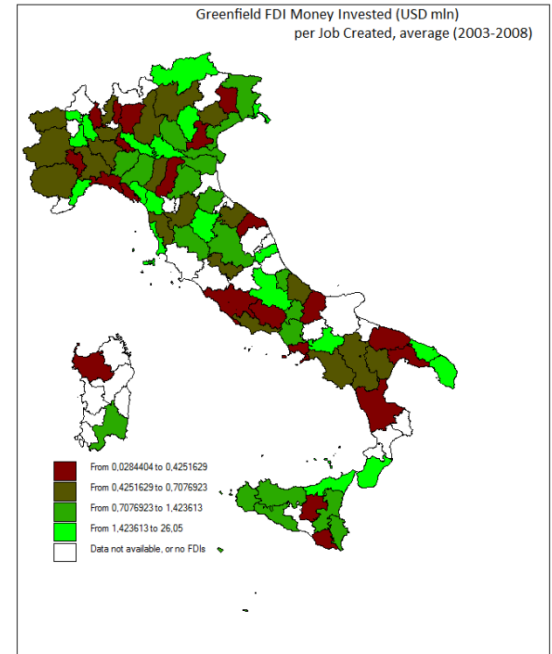 Greenfield FDI Money Invested (USD mln)
per Job Created, average (2003-2008)
From 0,0284404 to 0,4251629
From 0,4251629 to 0,7076923
From 0,7076923 to 1,423613
From 1,423613 to 26,05
Data not available, or no FDIs